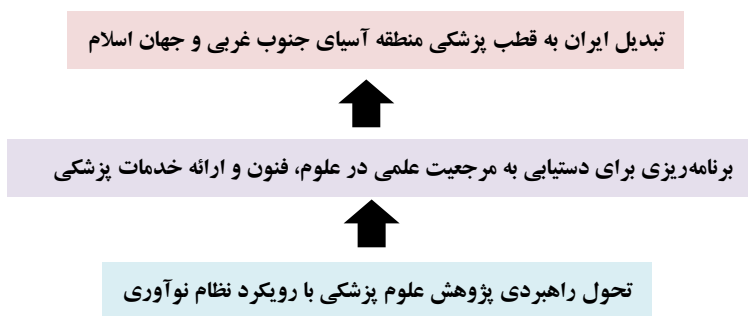 تبدیل ایران به قطب پزشکی منطقه آسیای جنوب غربی و جهان اسلام
برنامه‌ریزی برای دستیابی به مرجعیت علمی در علوم، فنون و ارائه خدمات پزشکی
تحول راهبردی پژوهش علوم پزشکی با رویکرد نظام نوآوری